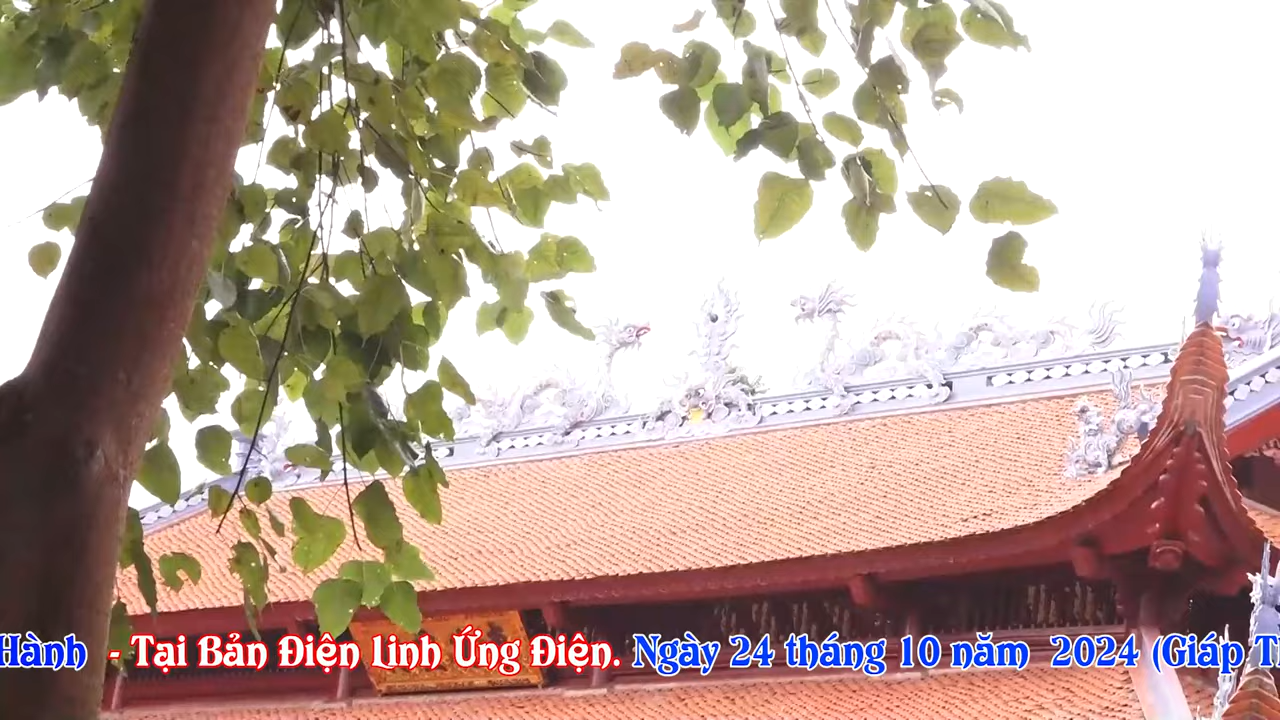 Hành - Tại Bản Điện Linh Ứng Điện. Ngày 24 tháng 10 năm 2024 (Giáp T